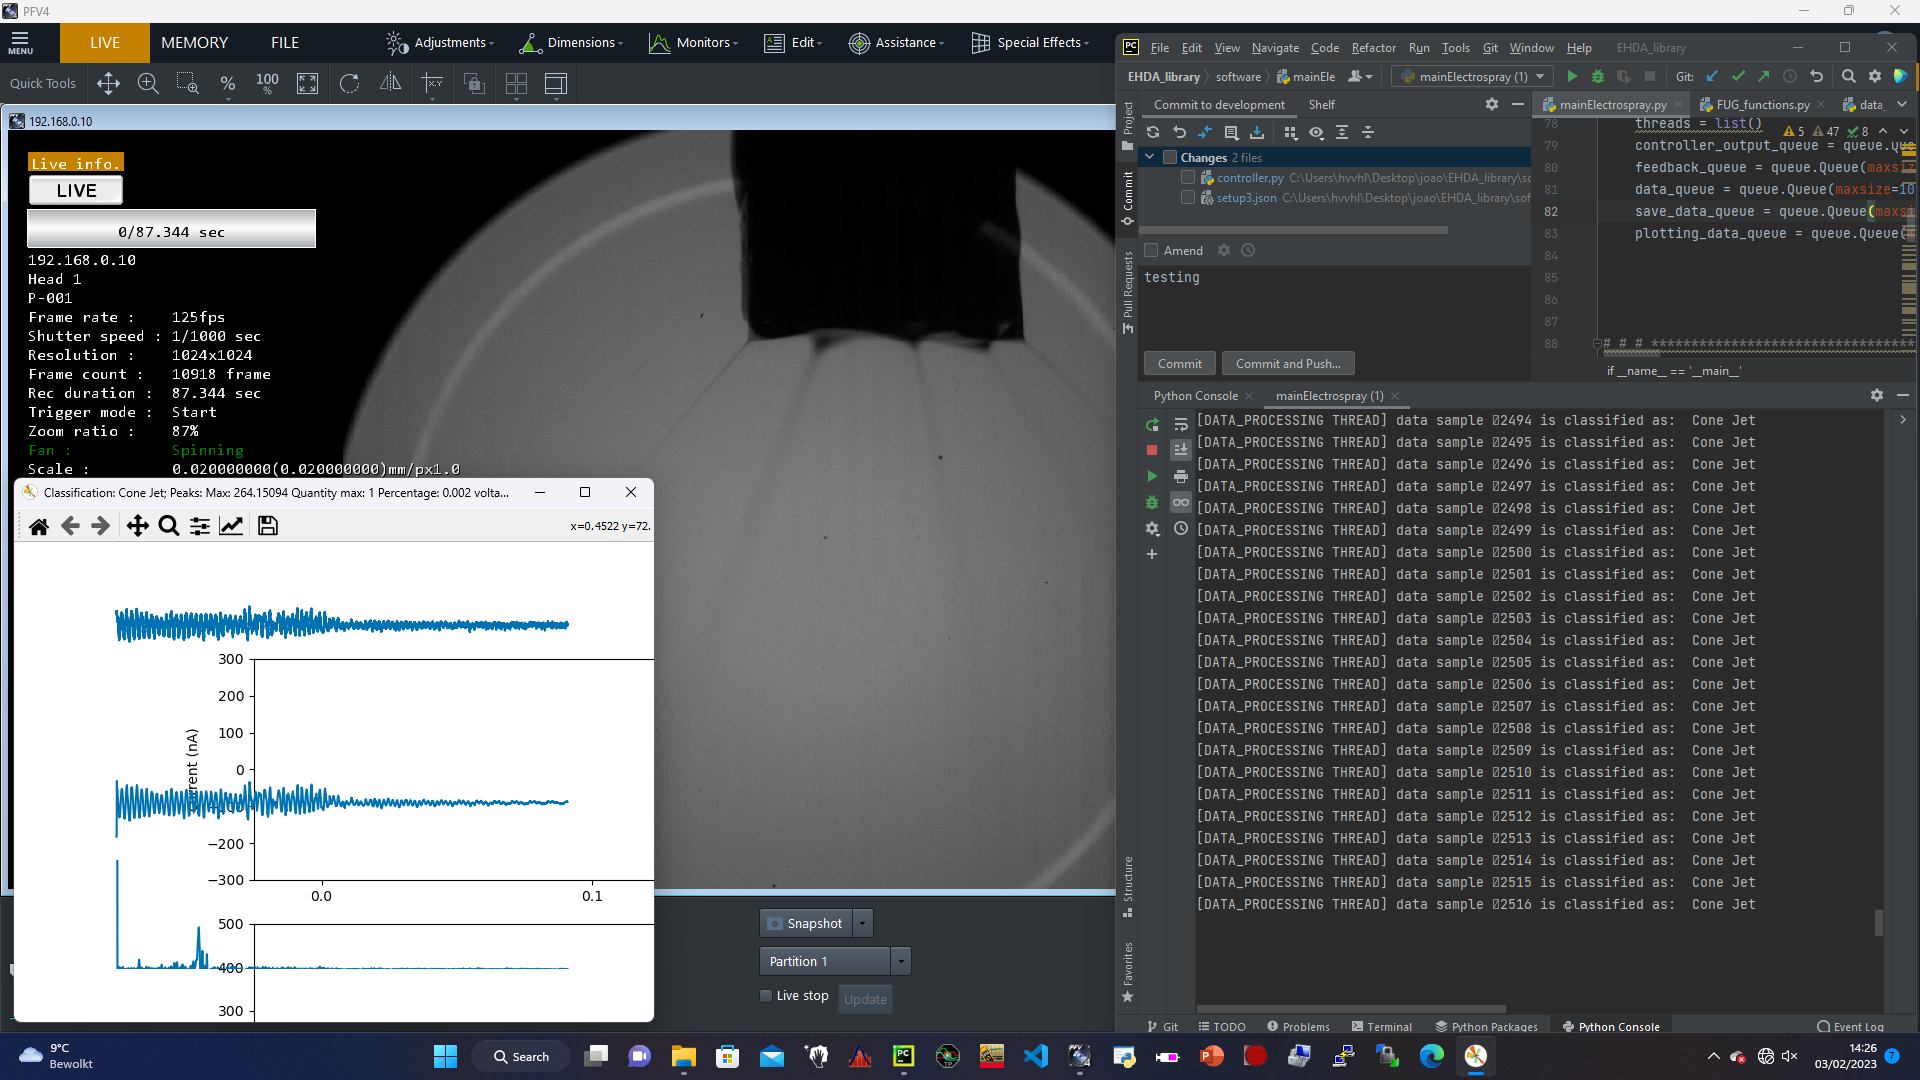 PFV4
MENU
LIVE
MEMORY
FILE
Adjustments
Dimensions
Monitors
Edit
Assistance
Special Effects
Quick Tools
%
100
%
192.168.0.10
Live info.
LIVE
0/87.344 sec
192.168.0.10
Head 1
P-001
Frame rate : 125fps
Shutter speed : 1/1000 sec
Resolution : 1024x1024
Frame count : 10918 frame
Rec duration : 87.344 sec
Trigger mode : Start
Zoom ratio : 87%
Fan : Spinning
Scale : 0.020000000(0.020000000)mm/px1.0
Classification: Cone Jet; Peaks: Max: 264.15094 Quantity max: 1 Percentage: 0.002 volta...
x=0.4522 y=72.
300
200
100
0
−100
−200
−300
Current (nA)
0.0
0.1
500
400
300
Snapshot
Partition 1
Live stop
Update
PC
File Edit View Navigate Code Refactor Run Tools Git Window Help EHDA_library
EHDA_library software mainEle
mainElectrospray (1)
Git:
Project
Commit
Pull Requests
Structure
Favorites
Commit to development
Shelf
Changes 2 files
controller.py C:\Users\hvvhl\Desktop\joao\EHDA_library\so
setup3.json C:\Users\hvvhl\Desktop\joao\EHDA_library\sof
Amend
testing
Commit
Commit and Push...
mainElectrospray.py
FUG_functions.py
data_
5 47 8
78 threads = list()
79 controller_output_queue = queue.Que
80 feedback_queue = queue.Queue(maxsiz
81 data_queue = queue.Queue(maxsize=10
82 save_data_queue = queue.Queue(maxsi
83 plotting_data_queue = queue.Queue(m
84
85
86
87
88 # # # *********************************
if __name__ == '__main__'
Python Console
mainElectrospray (1)
[DATA_PROCESSING THREAD] data sample 2494 is classified as: Cone Jet
[DATA_PROCESSING THREAD] data sample 2495 is classified as: Cone Jet
[DATA_PROCESSING THREAD] data sample 2496 is classified as: Cone Jet
[DATA_PROCESSING THREAD] data sample 2497 is classified as: Cone Jet
[DATA_PROCESSING THREAD] data sample 2498 is classified as: Cone Jet
[DATA_PROCESSING THREAD] data sample 2499 is classified as: Cone Jet
[DATA_PROCESSING THREAD] data sample 2500 is classified as: Cone Jet
[DATA_PROCESSING THREAD] data sample 2501 is classified as: Cone Jet
[DATA_PROCESSING THREAD] data sample 2502 is classified as: Cone Jet
[DATA_PROCESSING THREAD] data sample 2503 is classified as: Cone Jet
[DATA_PROCESSING THREAD] data sample 2504 is classified as: Cone Jet
[DATA_PROCESSING THREAD] data sample 2505 is classified as: Cone Jet
[DATA_PROCESSING THREAD] data sample 2506 is classified as: Cone Jet
[DATA_PROCESSING THREAD] data sample 2507 is classified as: Cone Jet
[DATA_PROCESSING THREAD] data sample 2508 is classified as: Cone Jet
[DATA_PROCESSING THREAD] data sample 2509 is classified as: Cone Jet
[DATA_PROCESSING THREAD] data sample 2510 is classified as: Cone Jet
[DATA_PROCESSING THREAD] data sample 2511 is classified as: Cone Jet
[DATA_PROCESSING THREAD] data sample 2512 is classified as: Cone Jet
[DATA_PROCESSING THREAD] data sample 2513 is classified as: Cone Jet
[DATA_PROCESSING THREAD] data sample 2514 is classified as: Cone Jet
[DATA_PROCESSING THREAD] data sample 2515 is classified as: Cone Jet
[DATA_PROCESSING THREAD] data sample 2516 is classified as: Cone Jet
Git
TODO
Problems
Terminal
Python Packages
Python Console
Event Log
9°C
Bewolkt
Search
14:26
03/02/2023
7